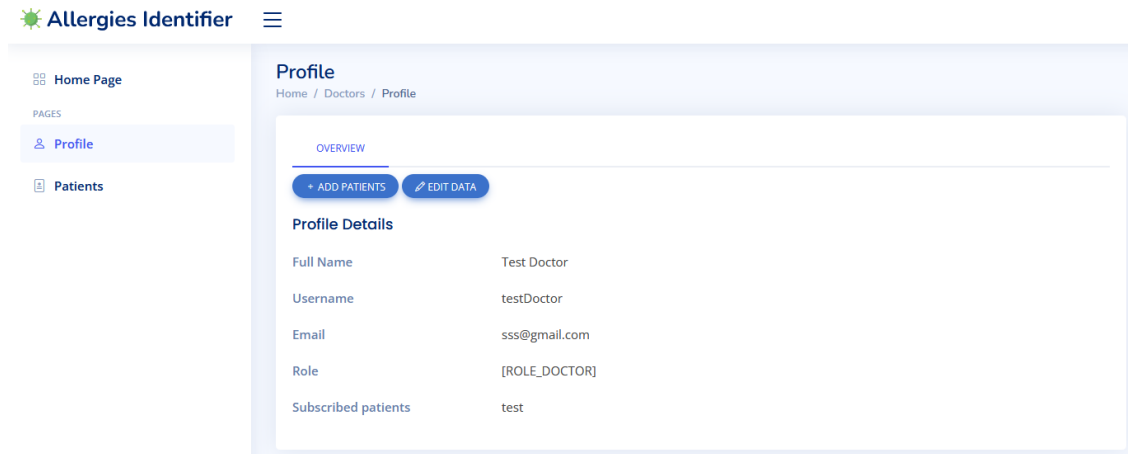 Allergies Identifier
Home Page
PAGES
Profile
Patients
Profile
Home / Doctors / Profile
OVERVIEW
+ ADD PATIENTS EDIT DATA
Profile Details
Full Name Test Doctor
Username testDoctor
Email sss@gmail.com
Role [ROLE_DOCTOR]
Subscribed patients test